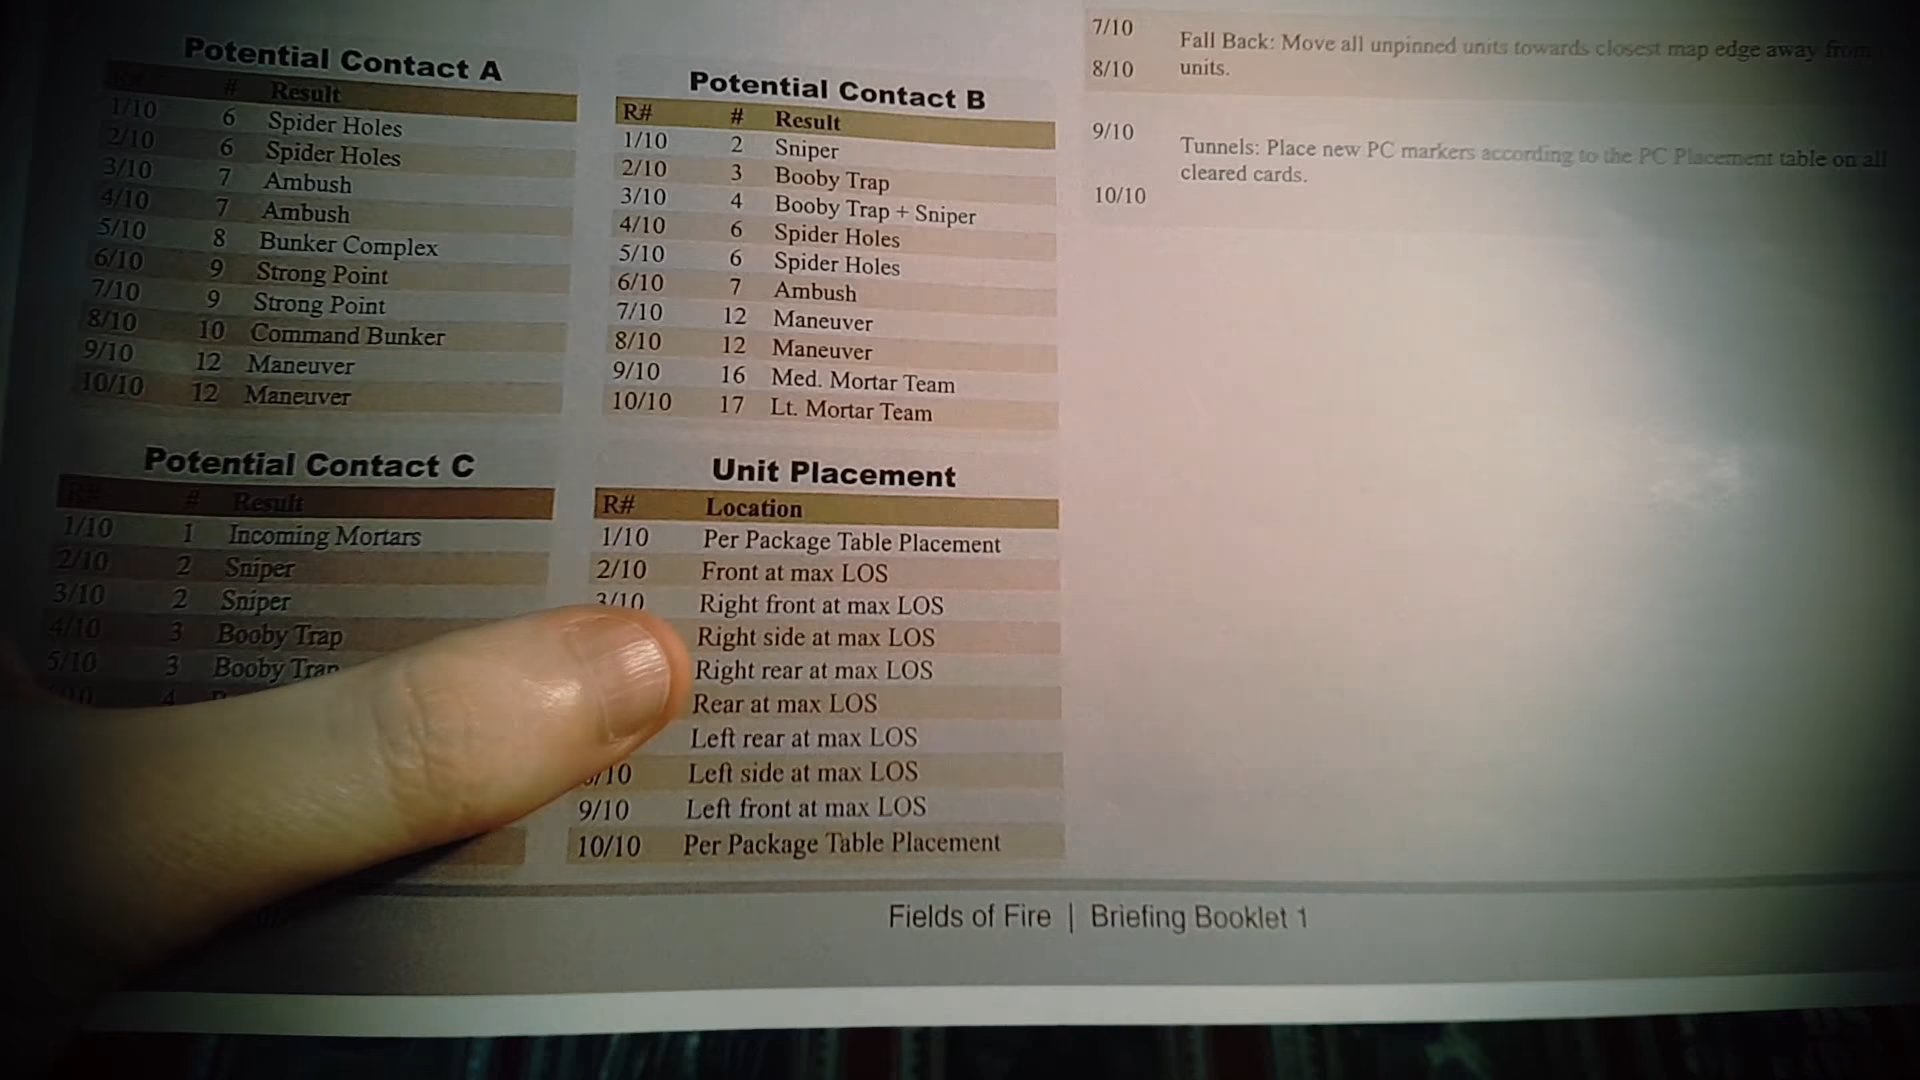 Potential Contact A
R# # Result
1/10 6 Spider Holes
2/10 6 Spider Holes
3/10 7 Ambush
4/10 7 Ambush
5/10 8 Bunker Complex
6/10 9 Strong Point
7/10 9 Strong Point
8/10 10 Command Bunker
9/10 12 Maneuver
10/10 12 Maneuver
Potential Contact B
R# # Result
1/10 2 Sniper
2/10 3 Booby Trap
3/10 4 Booby Trap + Sniper
4/10 6 Spider Holes
5/10 6 Spider Holes
6/10 7 Ambush
7/10 12 Maneuver
8/10 12 Maneuver
9/10 16 Med. Mortar Team
10/10 17 Lt. Mortar Team
Potential Contact C
R# # Result
1/10 1 Incoming Mortars
2/10 2 Sniper
3/10 2 Sniper
4/10 3 Booby Trap
5/10 3 Booby Trap
4
Unit Placement
R# Location
1/10 Per Package Table Placement
2/10 Front at max LOS
3/10 Right front at max LOS
Right side at max LOS
Right rear at max LOS
Rear at max LOS
Left rear at max LOS
/10 Left side at max LOS
9/10 Left front at max LOS
10/10 Per Package Table Placement
7/10
Fall Back: Move all unpinned units towards closest map edge away from
8/10 units.
9/10
Tunnels: Place new PC markers according to the PC Placement table on all
cleared cards.
10/10
Fields of Fire | Briefing Booklet 1